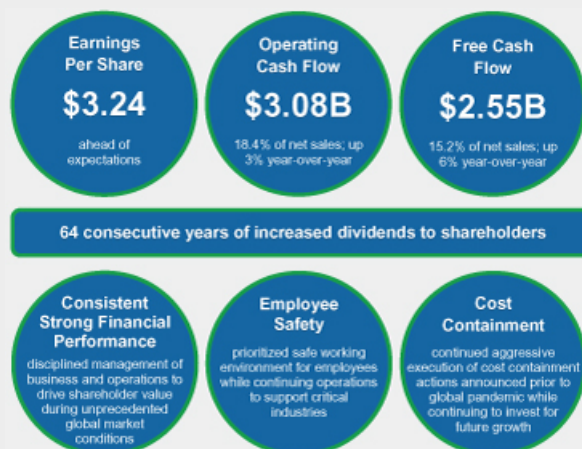 Earnings
Per Share
$3.24
ahead of
expectations
Operating
Cash Flow
$3.08B
18.4% of net sales; up
3% year-over-year
Free Cash
Flow
$2.55B
15.2% of net sales; up
6% year-over-year
64 consecutive years of increased dividends to shareholders
Consistent
Strong Financial
Performance
disciplined management of
business and operations to
drive shareholder value
during unprecedented
global market
conditions
Employee
Safety
prioritized safe working
environment for employees
while continuing operations
to support critical
industries
Cost
Containment
continued aggressive
execution of cost containment
actions announced prior to
global pandemic while
continuing to invest for
future growth